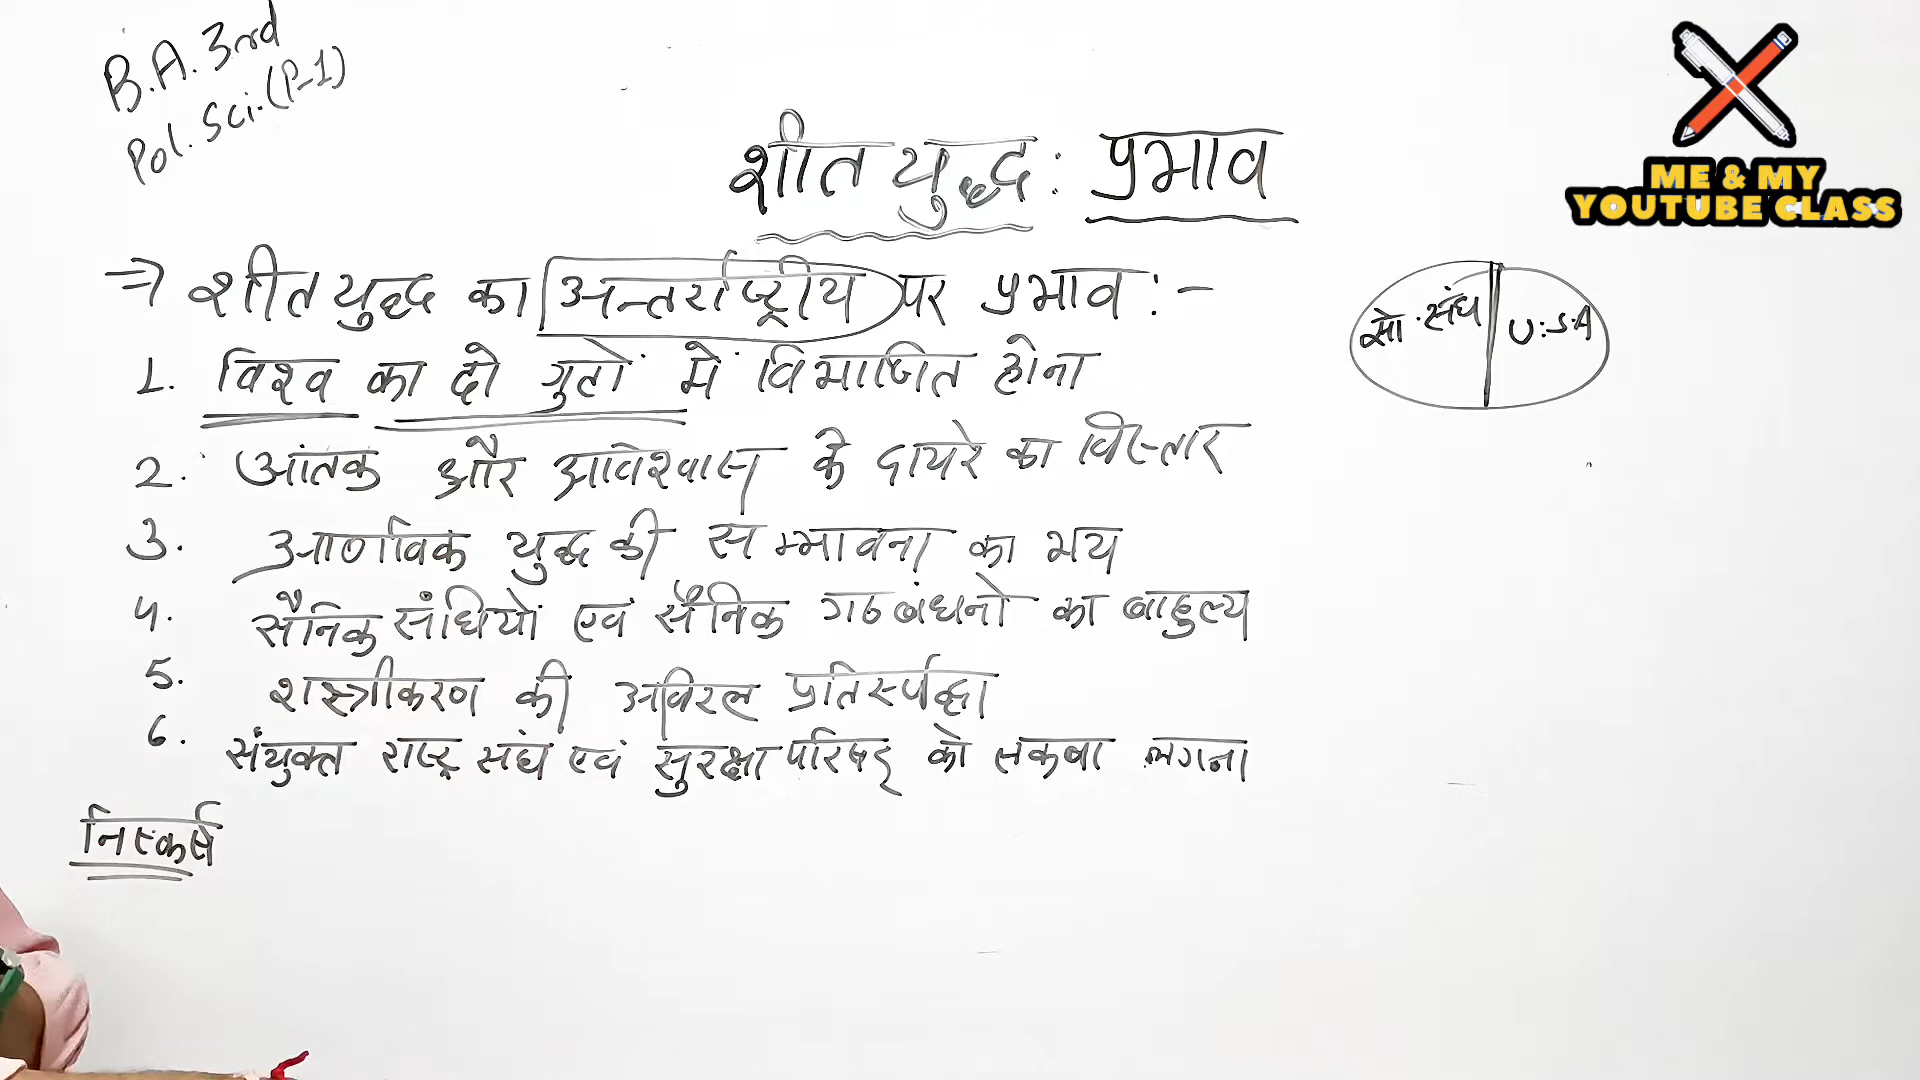 B.A. 3rd
Pol. Sci. (P-1)
ME & MY
YOUTUBE CLASS
शीत युद्ध : प्रभाव
⇒ शीत युद्ध का अन्तर्राष्ट्रीय पर प्रभाव :-
सो. संघ U.S.A
1. विश्व का दो गुटों में विभाजित होना
2. आंतक और अविश्वास के दायरे का विस्तार
3. आणविक युद्ध की सम्भावना का भय
4. सैनिक संधियों एवं सैनिक गठबंधनो का बाहुल्य
5. शस्त्रीकरण की अविरल प्रतिस्पर्द्धा
6. संयुक्त राष्ट्र संघ एवं सुरक्षा परिषद् को लकवा लगना
निस्कर्ष